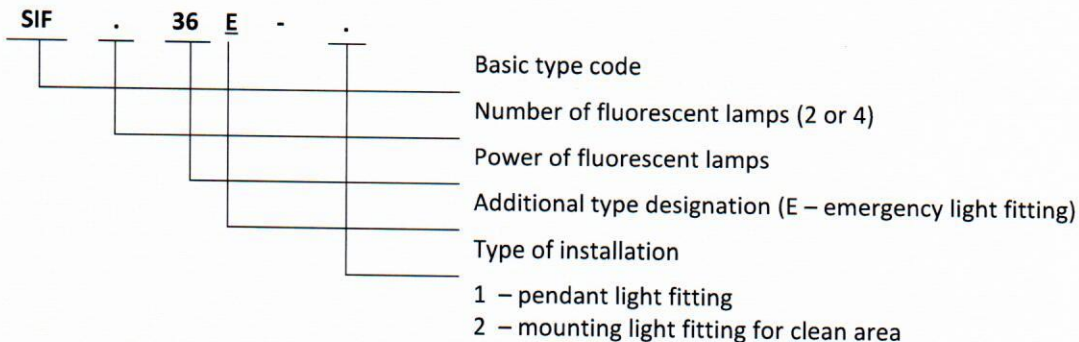 SIF . 36 E - .
Basic type code
Number of fluorescent lamps (2 or 4)
Power of fluorescent lamps
Additional type designation (E – emergency light fitting)
Type of installation
1 – pendant light fitting
2 – mounting light fitting for clean area